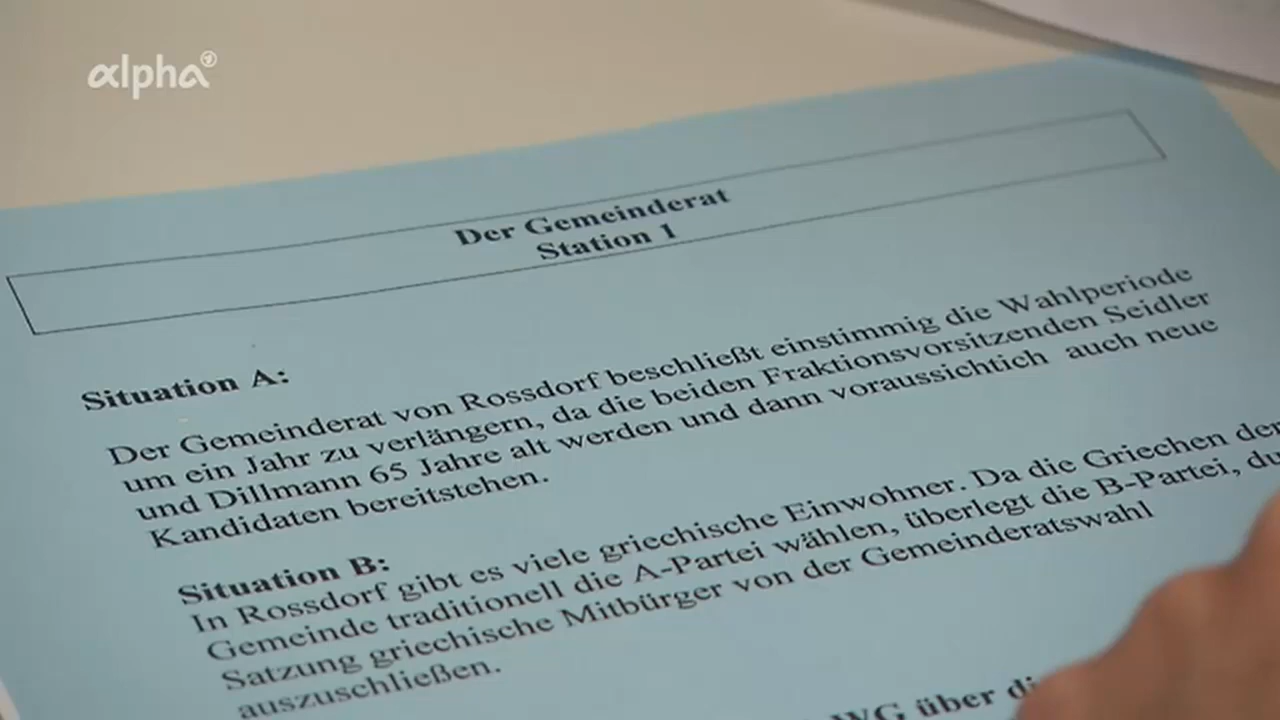 alpha
Der Gemeinderat
Station 1
Situation A:
Der Gemeinderat von Rossdorf beschließt einstimmig die Wahlperiode
um ein Jahr zu verlängern, da die beiden Fraktionsvorsitzenden Seidler
und Dillmann 65 Jahre alt werden und dann voraussichtich auch neue
Kandidaten bereitstehen.
Situation B:
In Rossdorf gibt es viele griechische Einwohner. Da die Griechen der
Gemeinde traditionell die A-Partei wählen, überlegt die B-Partei,
Satzung griechische Mitbürger von der Gemeinderatswahl
auszuschließen.
WG über